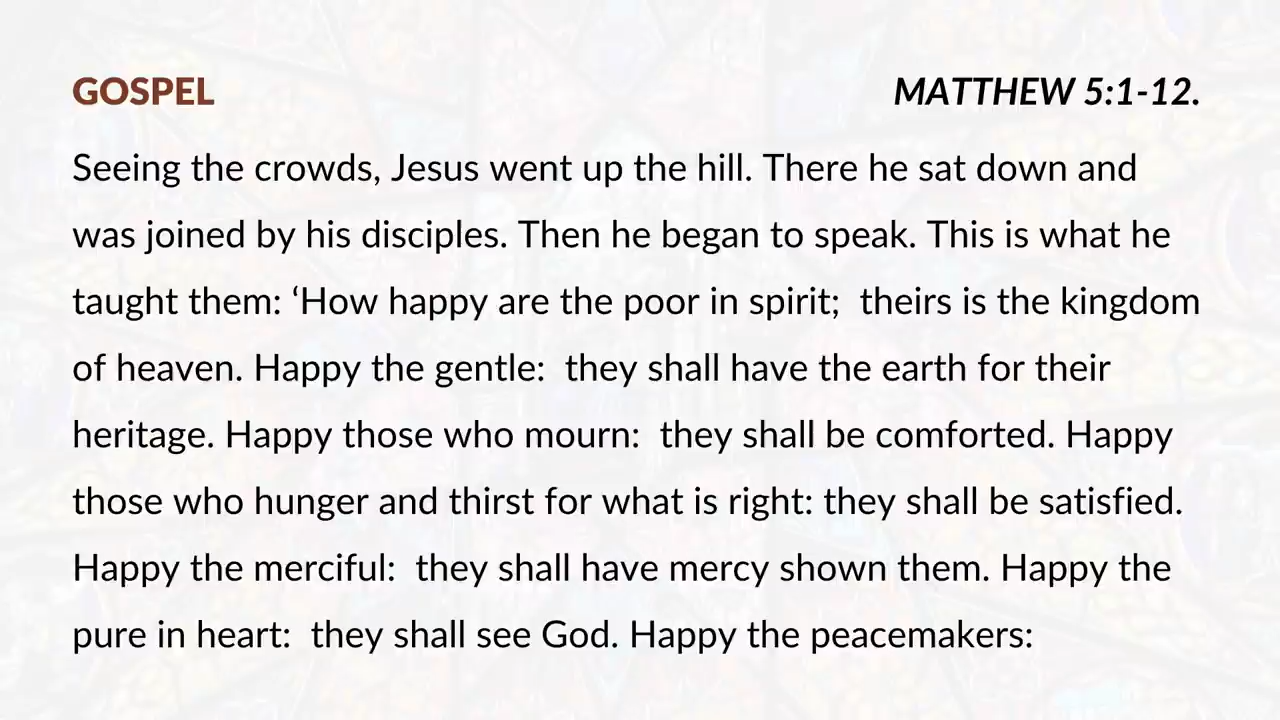 GOSPEL MATTHEW 5:1-12.
Seeing the crowds, Jesus went up the hill. There he sat down and
was joined by his disciples. Then he began to speak. This is what he
taught them: ‘How happy are the poor in spirit;  theirs is the kingdom
of heaven. Happy the gentle:  they shall have the earth for their
heritage. Happy those who mourn:  they shall be comforted. Happy
those who hunger and thirst for what is right: they shall be satisfied.
Happy the merciful:  they shall have mercy shown them. Happy the
pure in heart:  they shall see God. Happy the peacemakers: